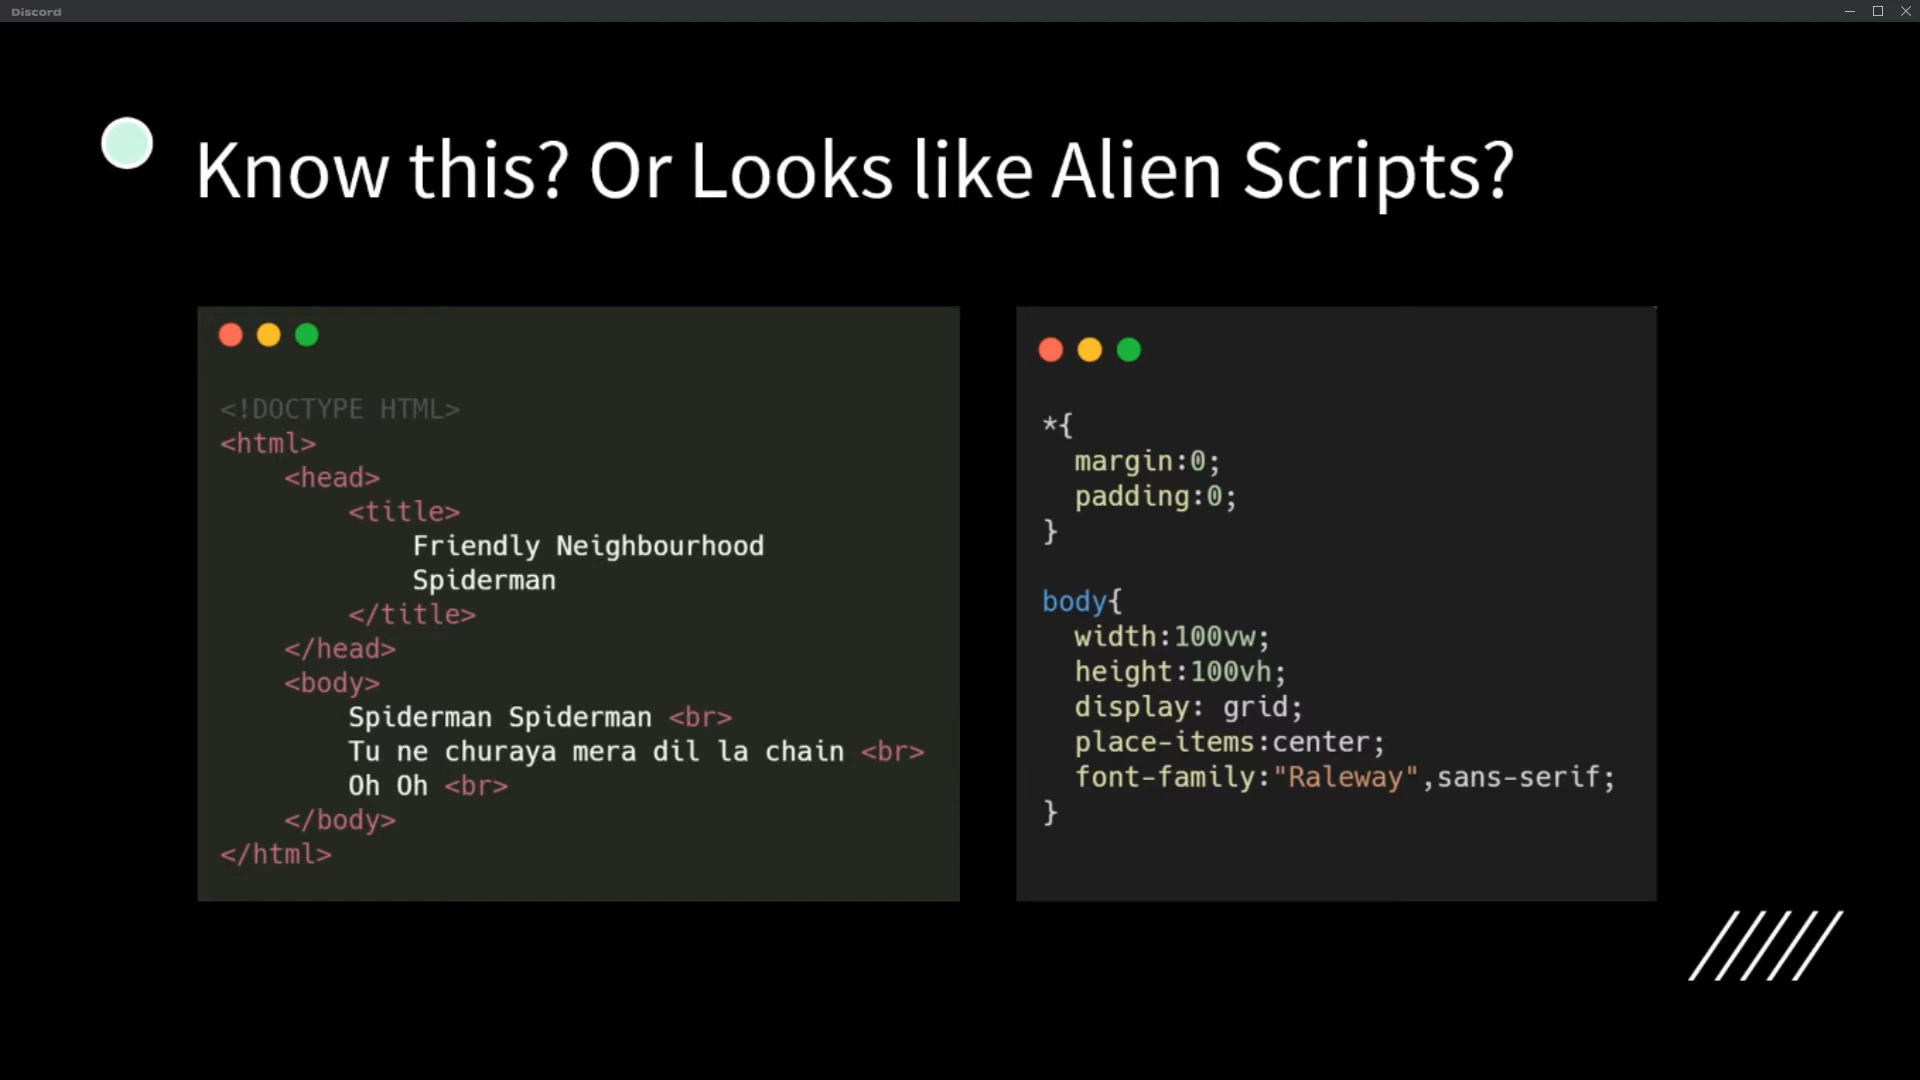 Discord
Know this? Or Looks like Alien Scripts?
<!DOCTYPE HTML>
<html>
<head>
<title>
Friendly Neighbourhood
Spiderman
</title>
</head>
<body>
Spiderman Spiderman <br>
Tu ne churaya mera dil la chain <br>
Oh Oh <br>
</body>
</html>
*{
margin:0;
padding:0;
}
body{
width:100vw;
height:100vh;
display: grid;
place-items:center;
font-family:"Raleway",sans-serif;
}